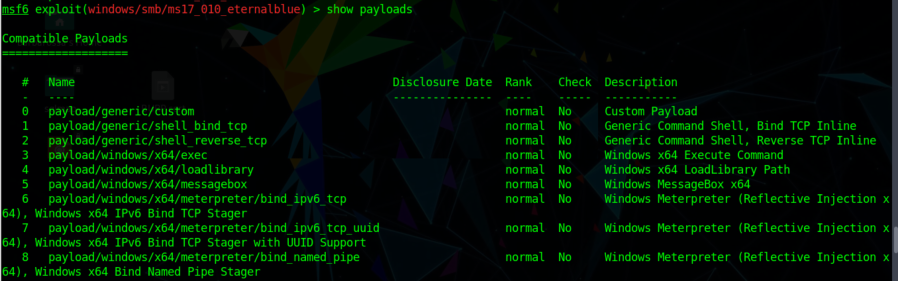 msf6 exploit(windows/smb/ms17_010_eternalblue) > show payloads
Compatible Payloads
===================
# Name Disclosure Date Rank Check Description
- ---- --------------- ---- ----- -----------
0 payload/generic/custom normal No Custom Payload
1 payload/generic/shell_bind_tcp normal No Generic Command Shell, Bind TCP Inline
2 payload/generic/shell_reverse_tcp normal No Generic Command Shell, Reverse TCP Inline
3 payload/windows/x64/exec normal No Windows x64 Execute Command
4 payload/windows/x64/loadlibrary normal No Windows x64 LoadLibrary Path
5 payload/windows/x64/messagebox normal No Windows MessageBox x64
6 payload/windows/x64/meterpreter/bind_ipv6_tcp normal No Windows Meterpreter (Reflective Injection x
64), Windows x64 IPv6 Bind TCP Stager
7 payload/windows/x64/meterpreter/bind_ipv6_tcp_uuid normal No Windows Meterpreter (Reflective Injection x
64), Windows x64 IPv6 Bind TCP Stager with UUID Support
8 payload/windows/x64/meterpreter/bind_named_pipe normal No Windows Meterpreter (Reflective Injection x
64), Windows x64 Bind Named Pipe Stager